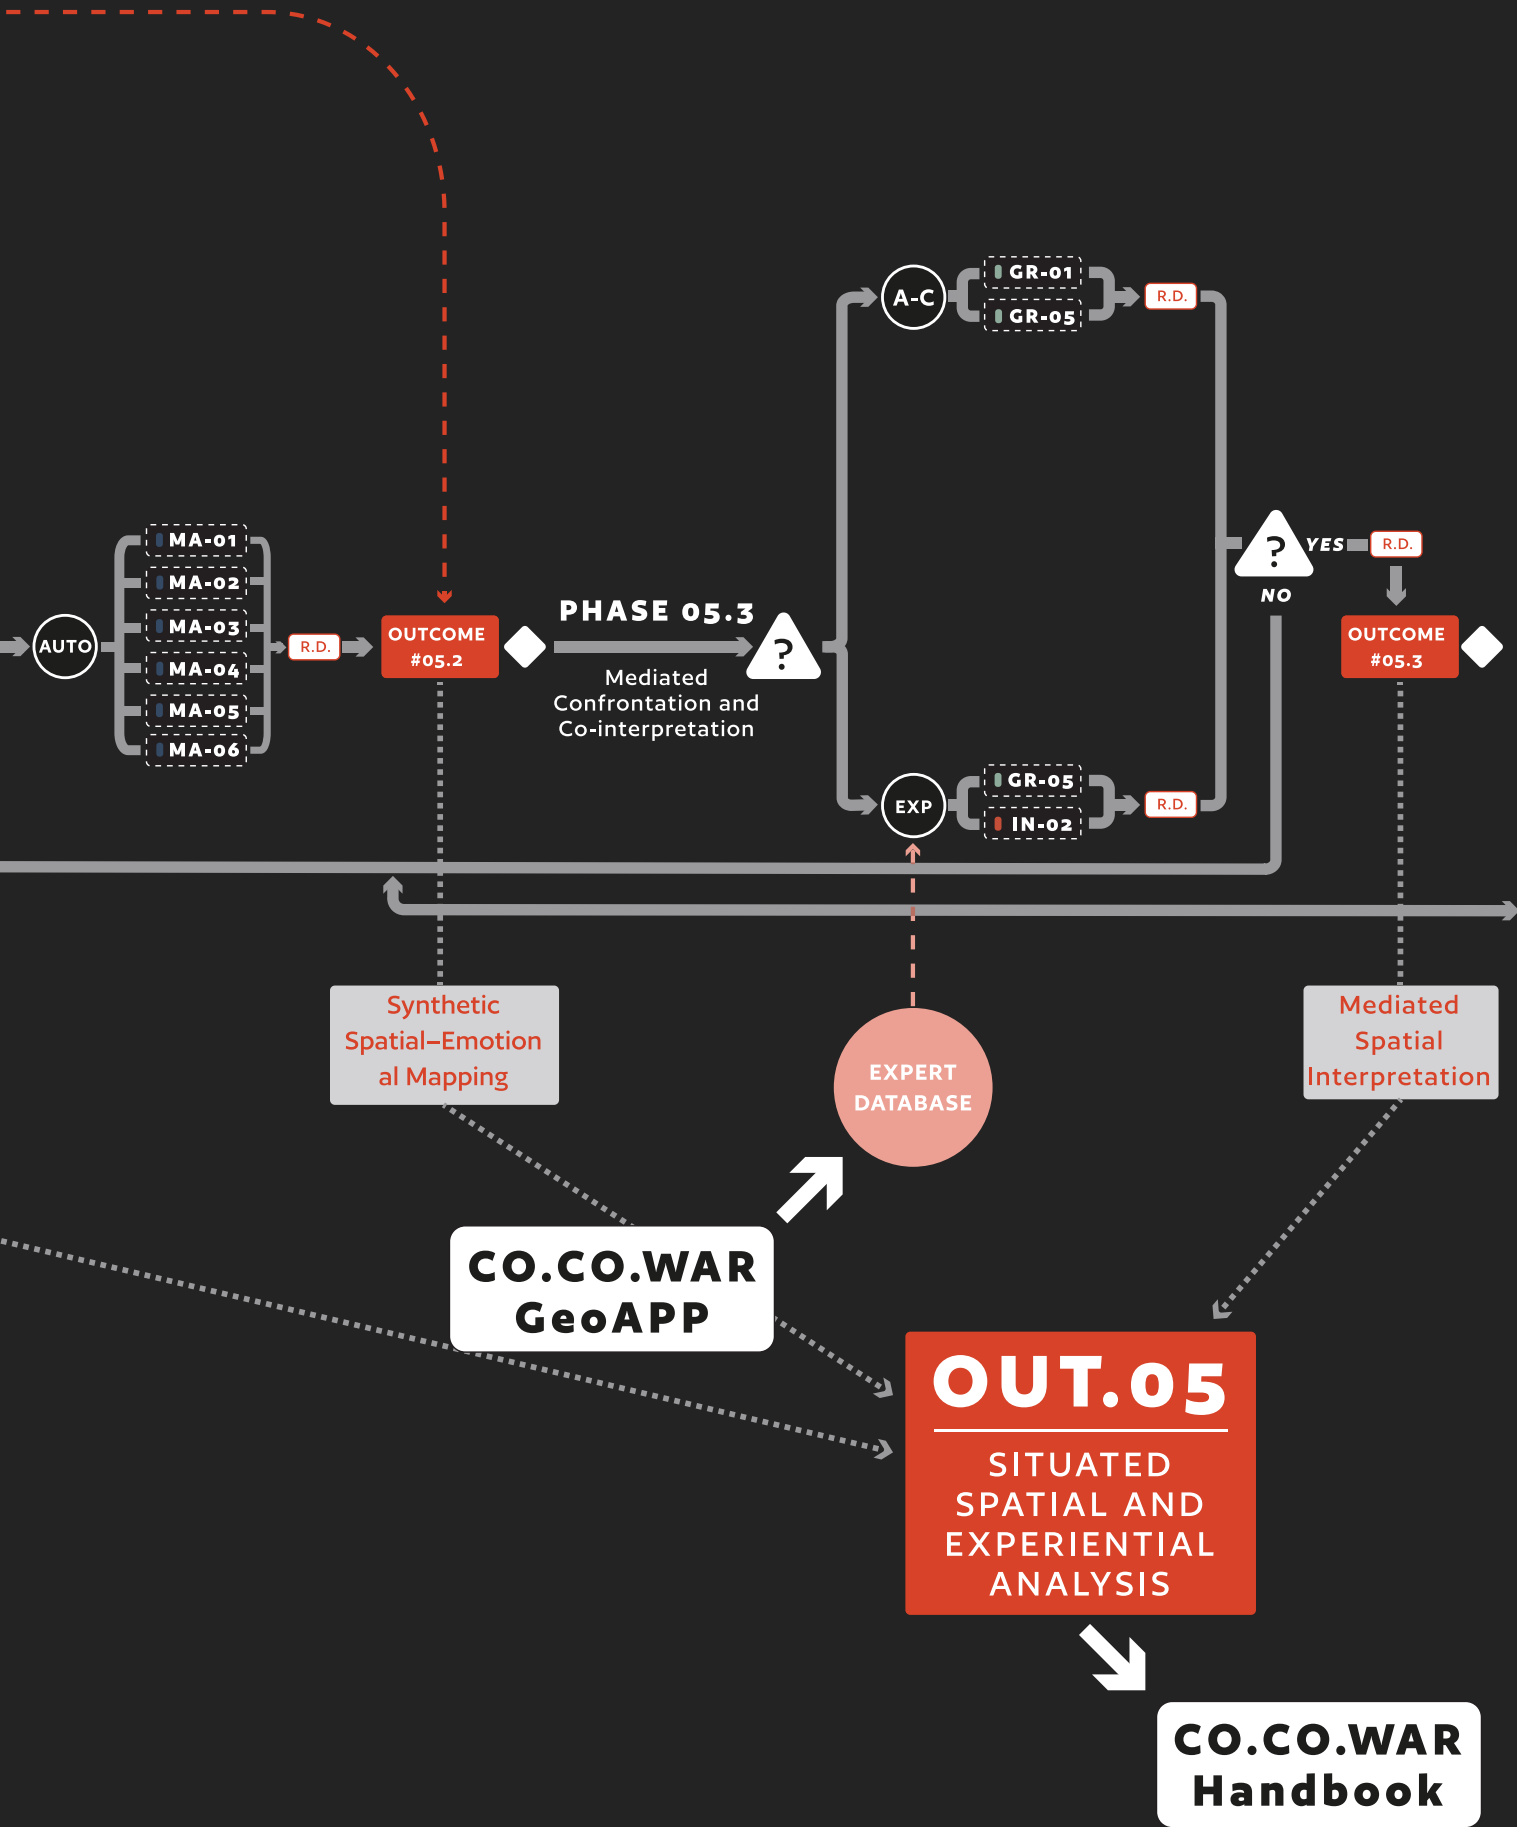 A-C
GR-01
GR-05
R.D.
AUTO
MA-01
MA-02
MA-03
MA-04
MA-05
MA-06
R.D.
OUTCOME
#05.2
PHASE 05.3
Mediated
Confrontation and
Co-interpretation
?
EXP
GR-05
IN-02
R.D.
?
YES
NO
R.D.
OUTCOME
#05.3
Synthetic
Spatial–Emotion
al Mapping
EXPERT
DATABASE
Mediated
Spatial
Interpretation
CO.CO.WAR
GeoAPP
OUT.05
SITUATED
SPATIAL AND
EXPERIENTIAL
ANALYSIS
CO.CO.WAR
Handbook